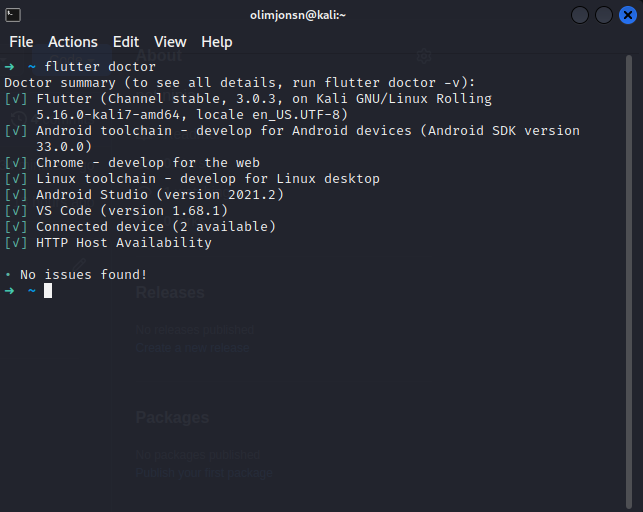 olimjonsn@kali:~
File Actions Edit View Help
→ ~ flutter doctor
Doctor summary (to see all details, run flutter doctor -v):
[√] Flutter (Channel stable, 3.0.3, on Kali GNU/Linux Rolling
5.16.0-kali7-amd64, locale en_US.UTF-8)
[√] Android toolchain - develop for Android devices (Android SDK version
33.0.0)
[√] Chrome - develop for the web
[√] Linux toolchain - develop for Linux desktop
[√] Android Studio (version 2021.2)
[√] VS Code (version 1.68.1)
[√] Connected device (2 available)
[√] HTTP Host Availability
• No issues found!
→ ~
About
Releases
No releases published
Create a new release
Packages
No packages published
Publish your first package